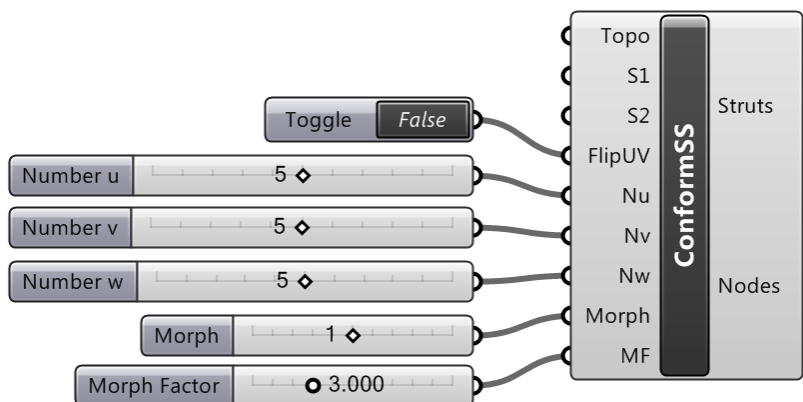 Topo
S1
S2
FlipUV
Nu
Nv
Nw
Morph
MF
ConformSS
Struts
Nodes
Toggle False
Number u 5
Number v 5
Number w 5
Morph 1
Morph Factor 3.000